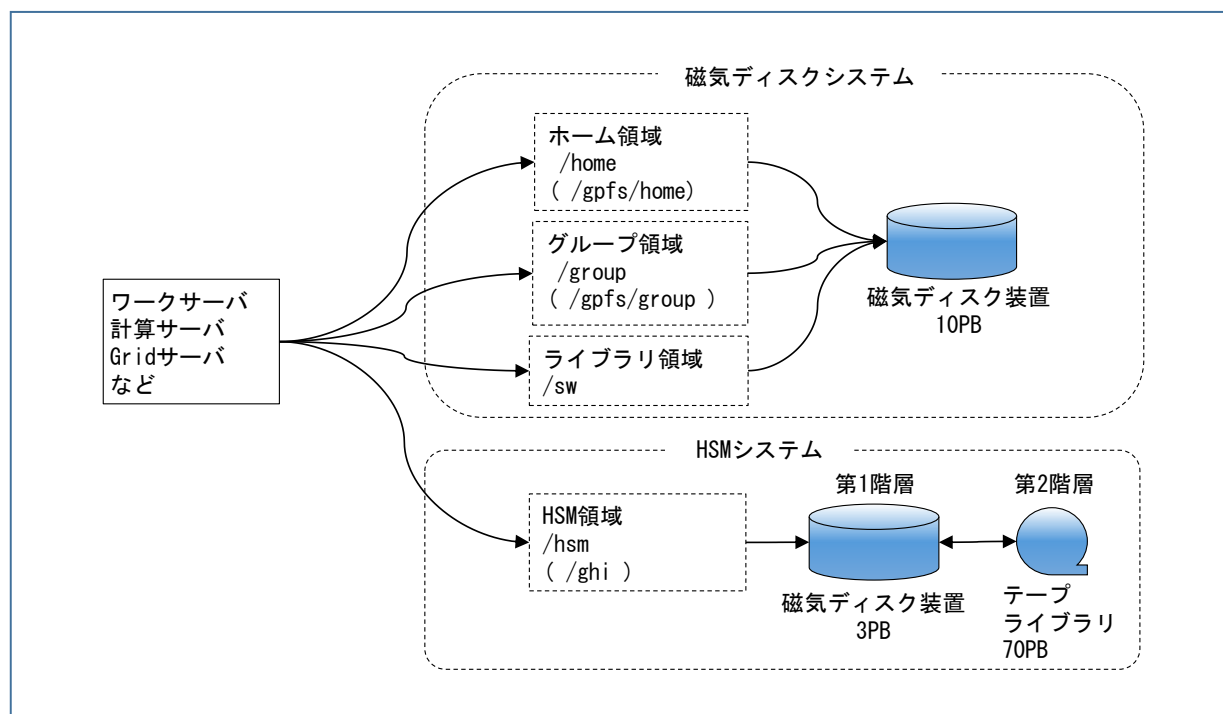 磁気ディスクシステム
ホーム領域
/home
( /gpfs/home)
グループ領域
/group
( /gpfs/group )
ライブラリ領域
/sw
磁気ディスク装置
10PB
ワークサーバ
計算サーバ
Gridサーバ
など
HSMシステム
HSM領域
/hsm
( /ghi )
第1階層
磁気ディスク装置
3PB
第2階層
テープ
ライブラリ
70PB